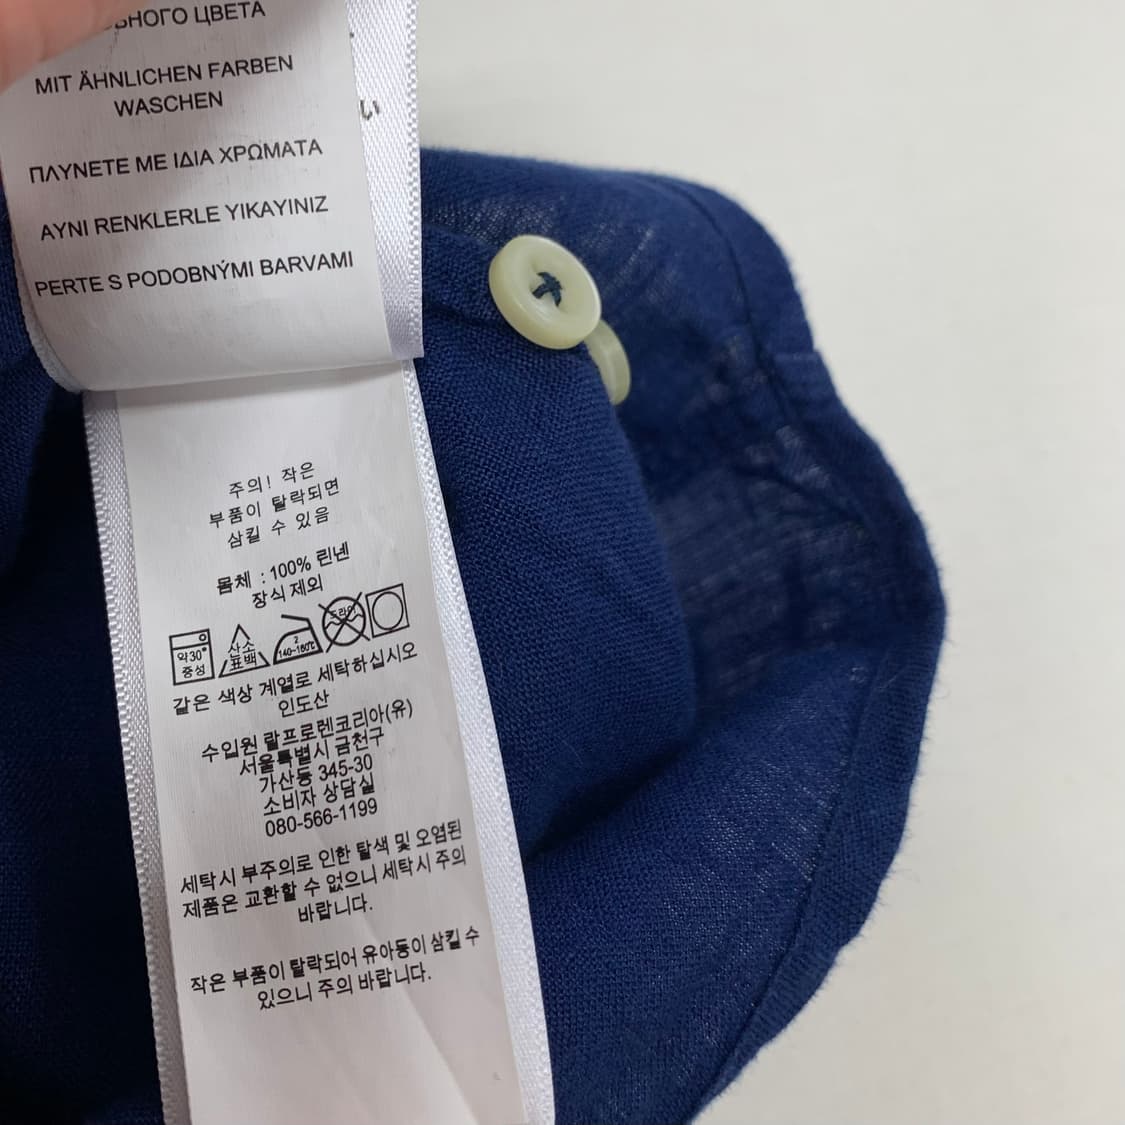 ЬНОГО ЦВЕТА
MIT ÄHNLICHEN FARBEN
WASCHEN
ΠΛΥΝΕΤΕ ΜΕ ΙΔΙΑ ΧΡΩΜΑΤΑ
AYNI RENKLERLE YIKAYINIZ
PERTE S PODOBNÝMI BARVAMI
주의! 작은
부품이 탈락되면
삼킬 수 있음
몸체 : 100% 린넨
장식 제외
약30°
중성
산소
표백
2
140~160℃
드라이
같은 색상 계열로 세탁하십시오
인도산
수입원 랄프로렌코리아(유)
서울특별시 금천구
가산동 345-30
소비자 상담실
080-566-1199
세탁시 부주의로 인한 탈색 및 오염된
제품은 교환할 수 없으니 세탁시 주의
바랍니다.
작은 부품이 탈락되어 유아동이 삼킬 수
있으니 주의 바랍니다.